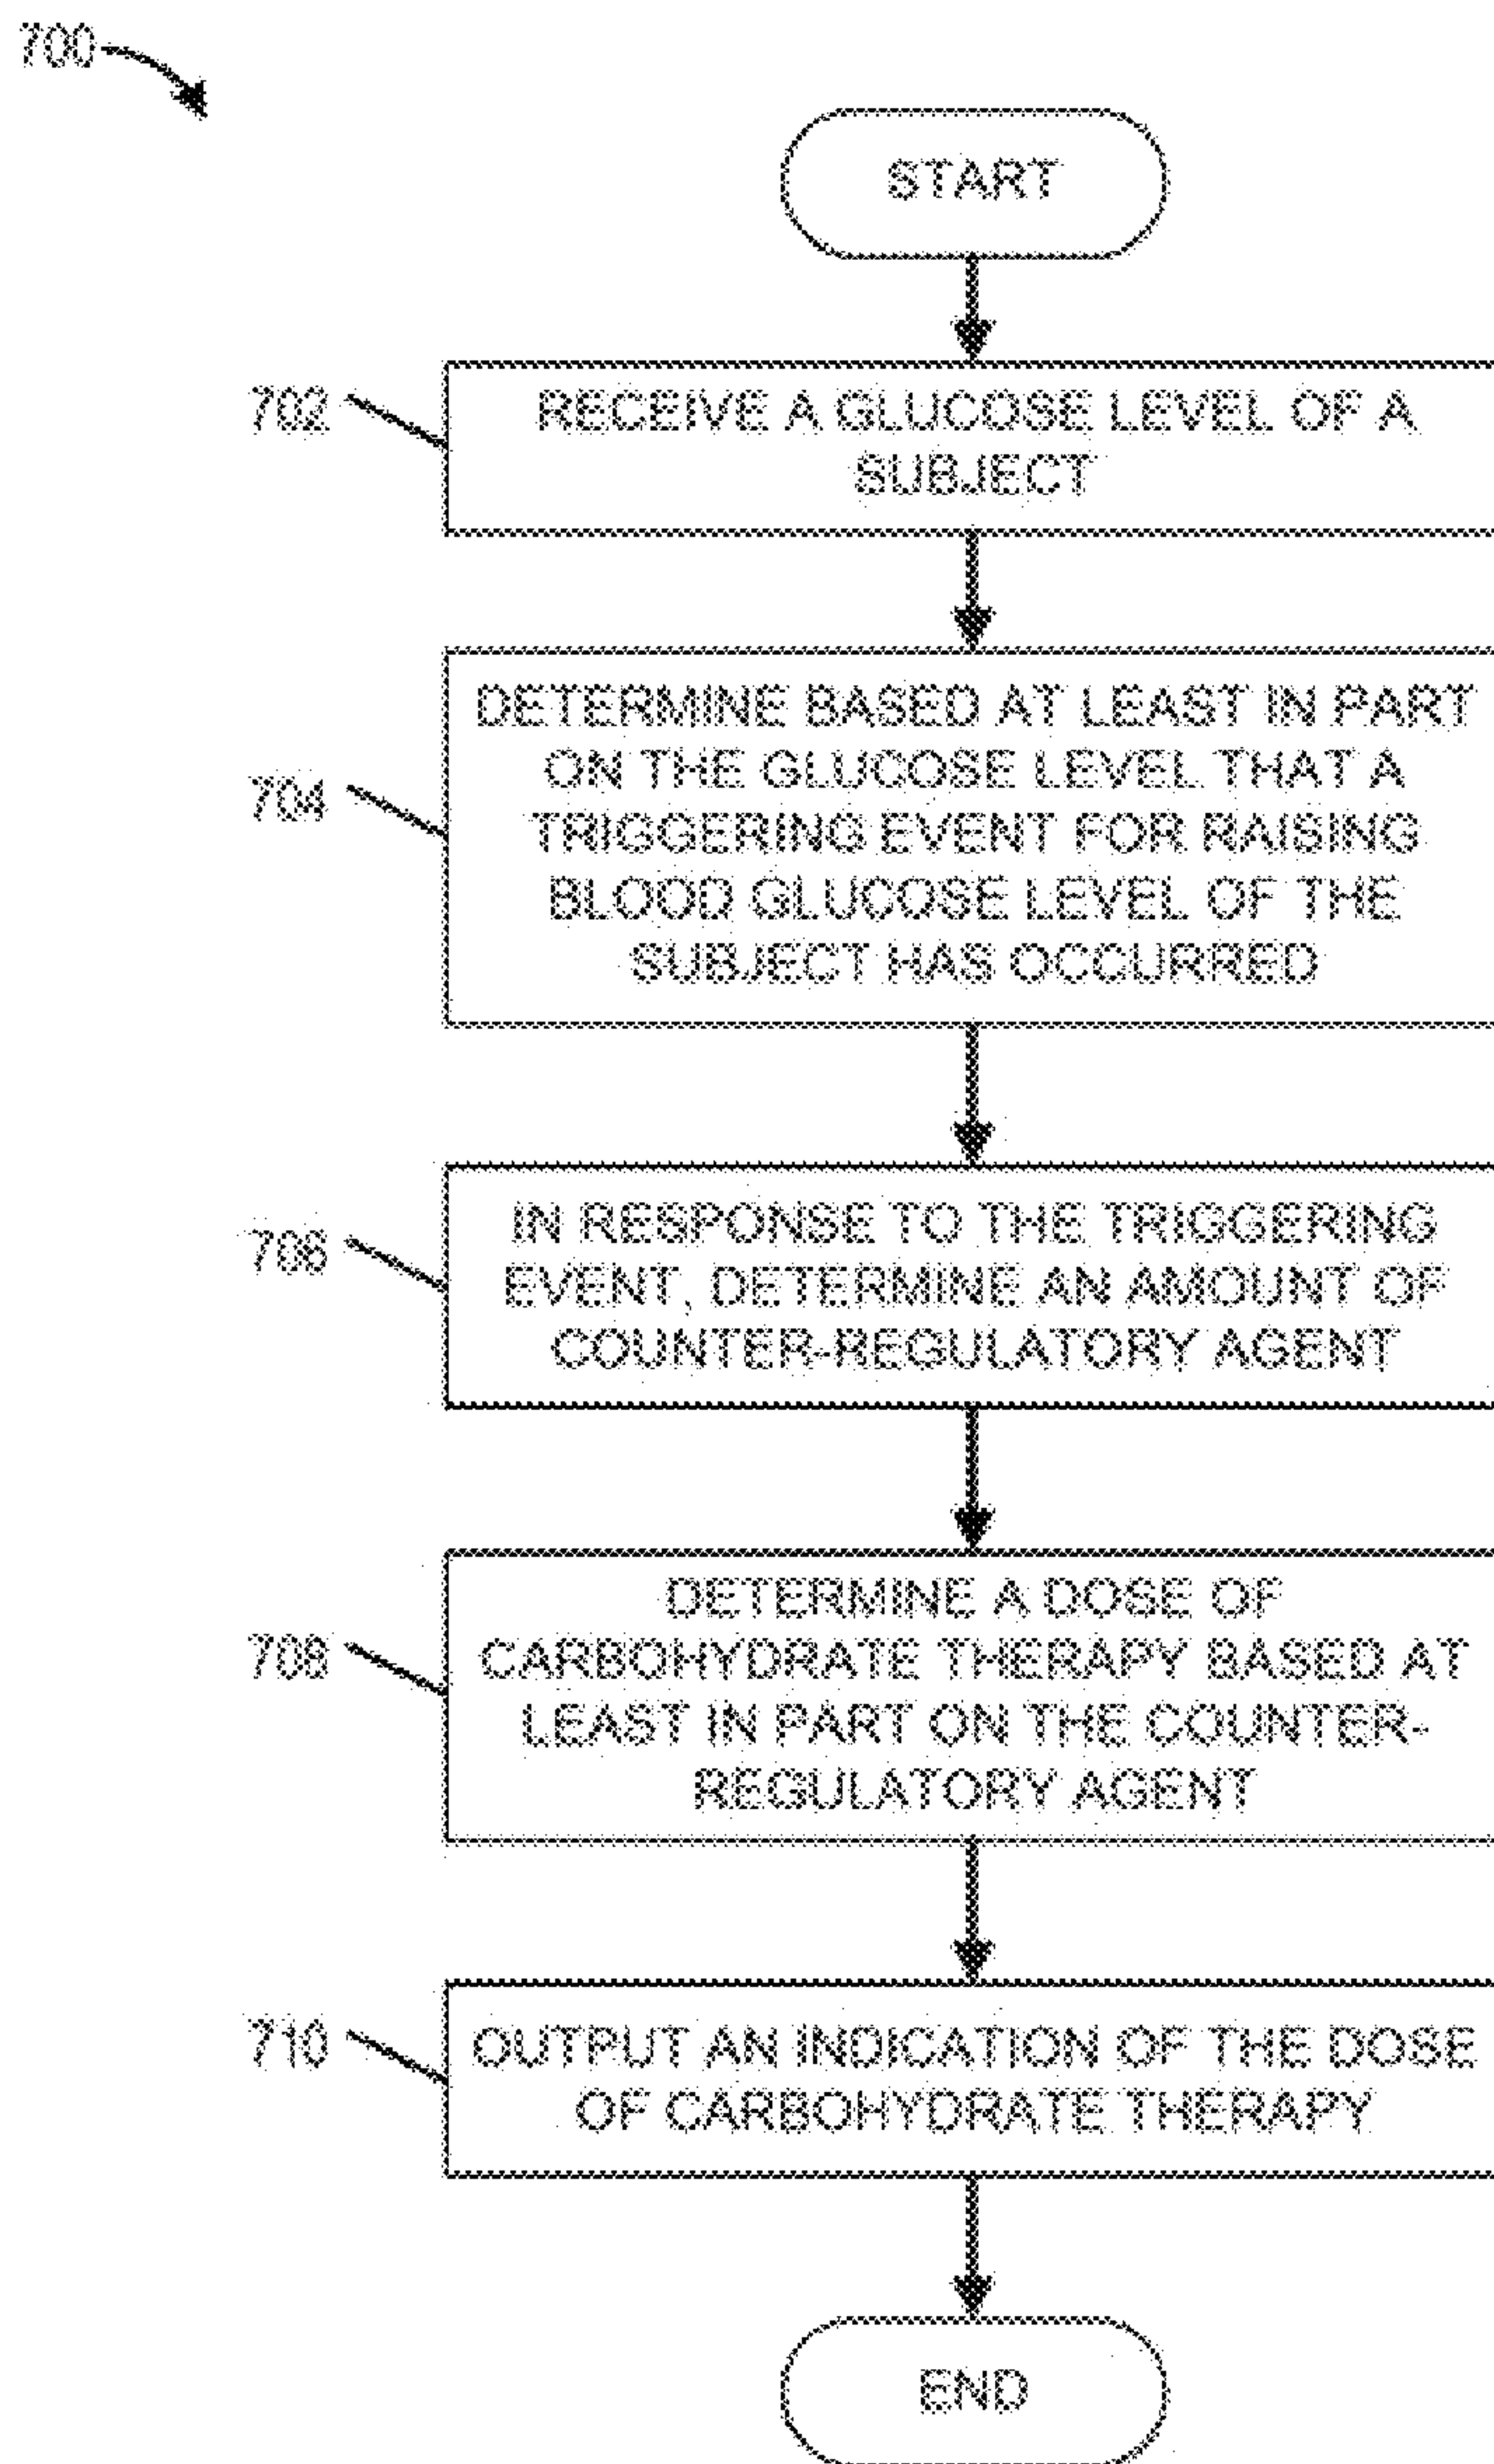 700
START
702
RECEIVE A GLUCOSE LEVEL OF A
SUBJECT
704
DETERMINE BASED AT LEAST IN PART
ON THE GLUCOSE LEVEL THAT A
TRIGGERING EVENT FOR RAISING
BLOOD GLUCOSE LEVEL OF THE
SUBJECT HAS OCCURRED
706
IN RESPONSE TO THE TRIGGERING
EVENT, DETERMINE AN AMOUNT OF
COUNTER-REGULATORY AGENT
708
DETERMINE A DOSE OF
CARBOHYDRATE THERAPY BASED AT
LEAST IN PART ON THE COUNTER-
REGULATORY AGENT
710
OUTPUT AN INDICATION OF THE DOSE
OF CARBOHYDRATE THERAPY
END